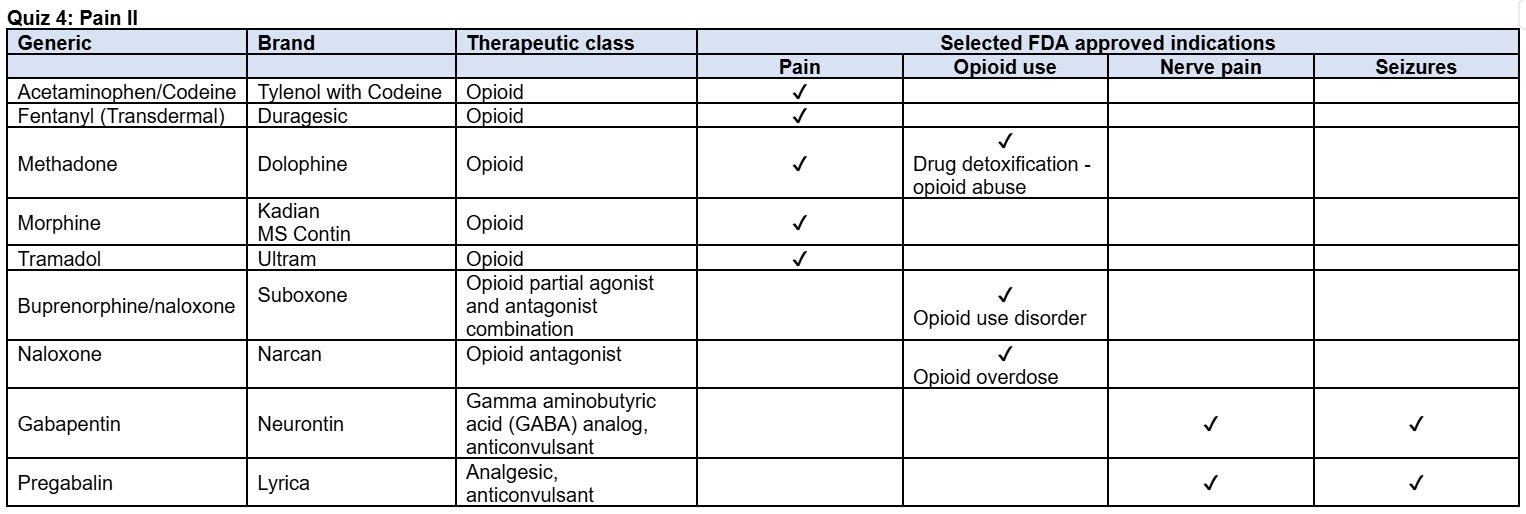 Quiz 4: Pain II
Generic Brand Therapeutic class Selected FDA approved indications
Pain Opioid use Nerve pain Seizures
Acetaminophen/Codeine Tylenol with Codeine Opioid ✓
Fentanyl (Transdermal) Duragesic Opioid ✓
Methadone Dolophine Opioid ✓ ✓
Drug detoxification -
opioid abuse
Morphine Kadian
MS Contin Opioid ✓
Tramadol Ultram Opioid ✓
Buprenorphine/naloxone Suboxone Opioid partial agonist
and antagonist
combination ✓
Opioid use disorder
Naloxone Narcan Opioid antagonist ✓
Opioid overdose
Gabapentin Neurontin Gamma aminobutyric
acid (GABA) analog,
anticonvulsant ✓ ✓
Pregabalin Lyrica Analgesic,
anticonvulsant ✓ ✓